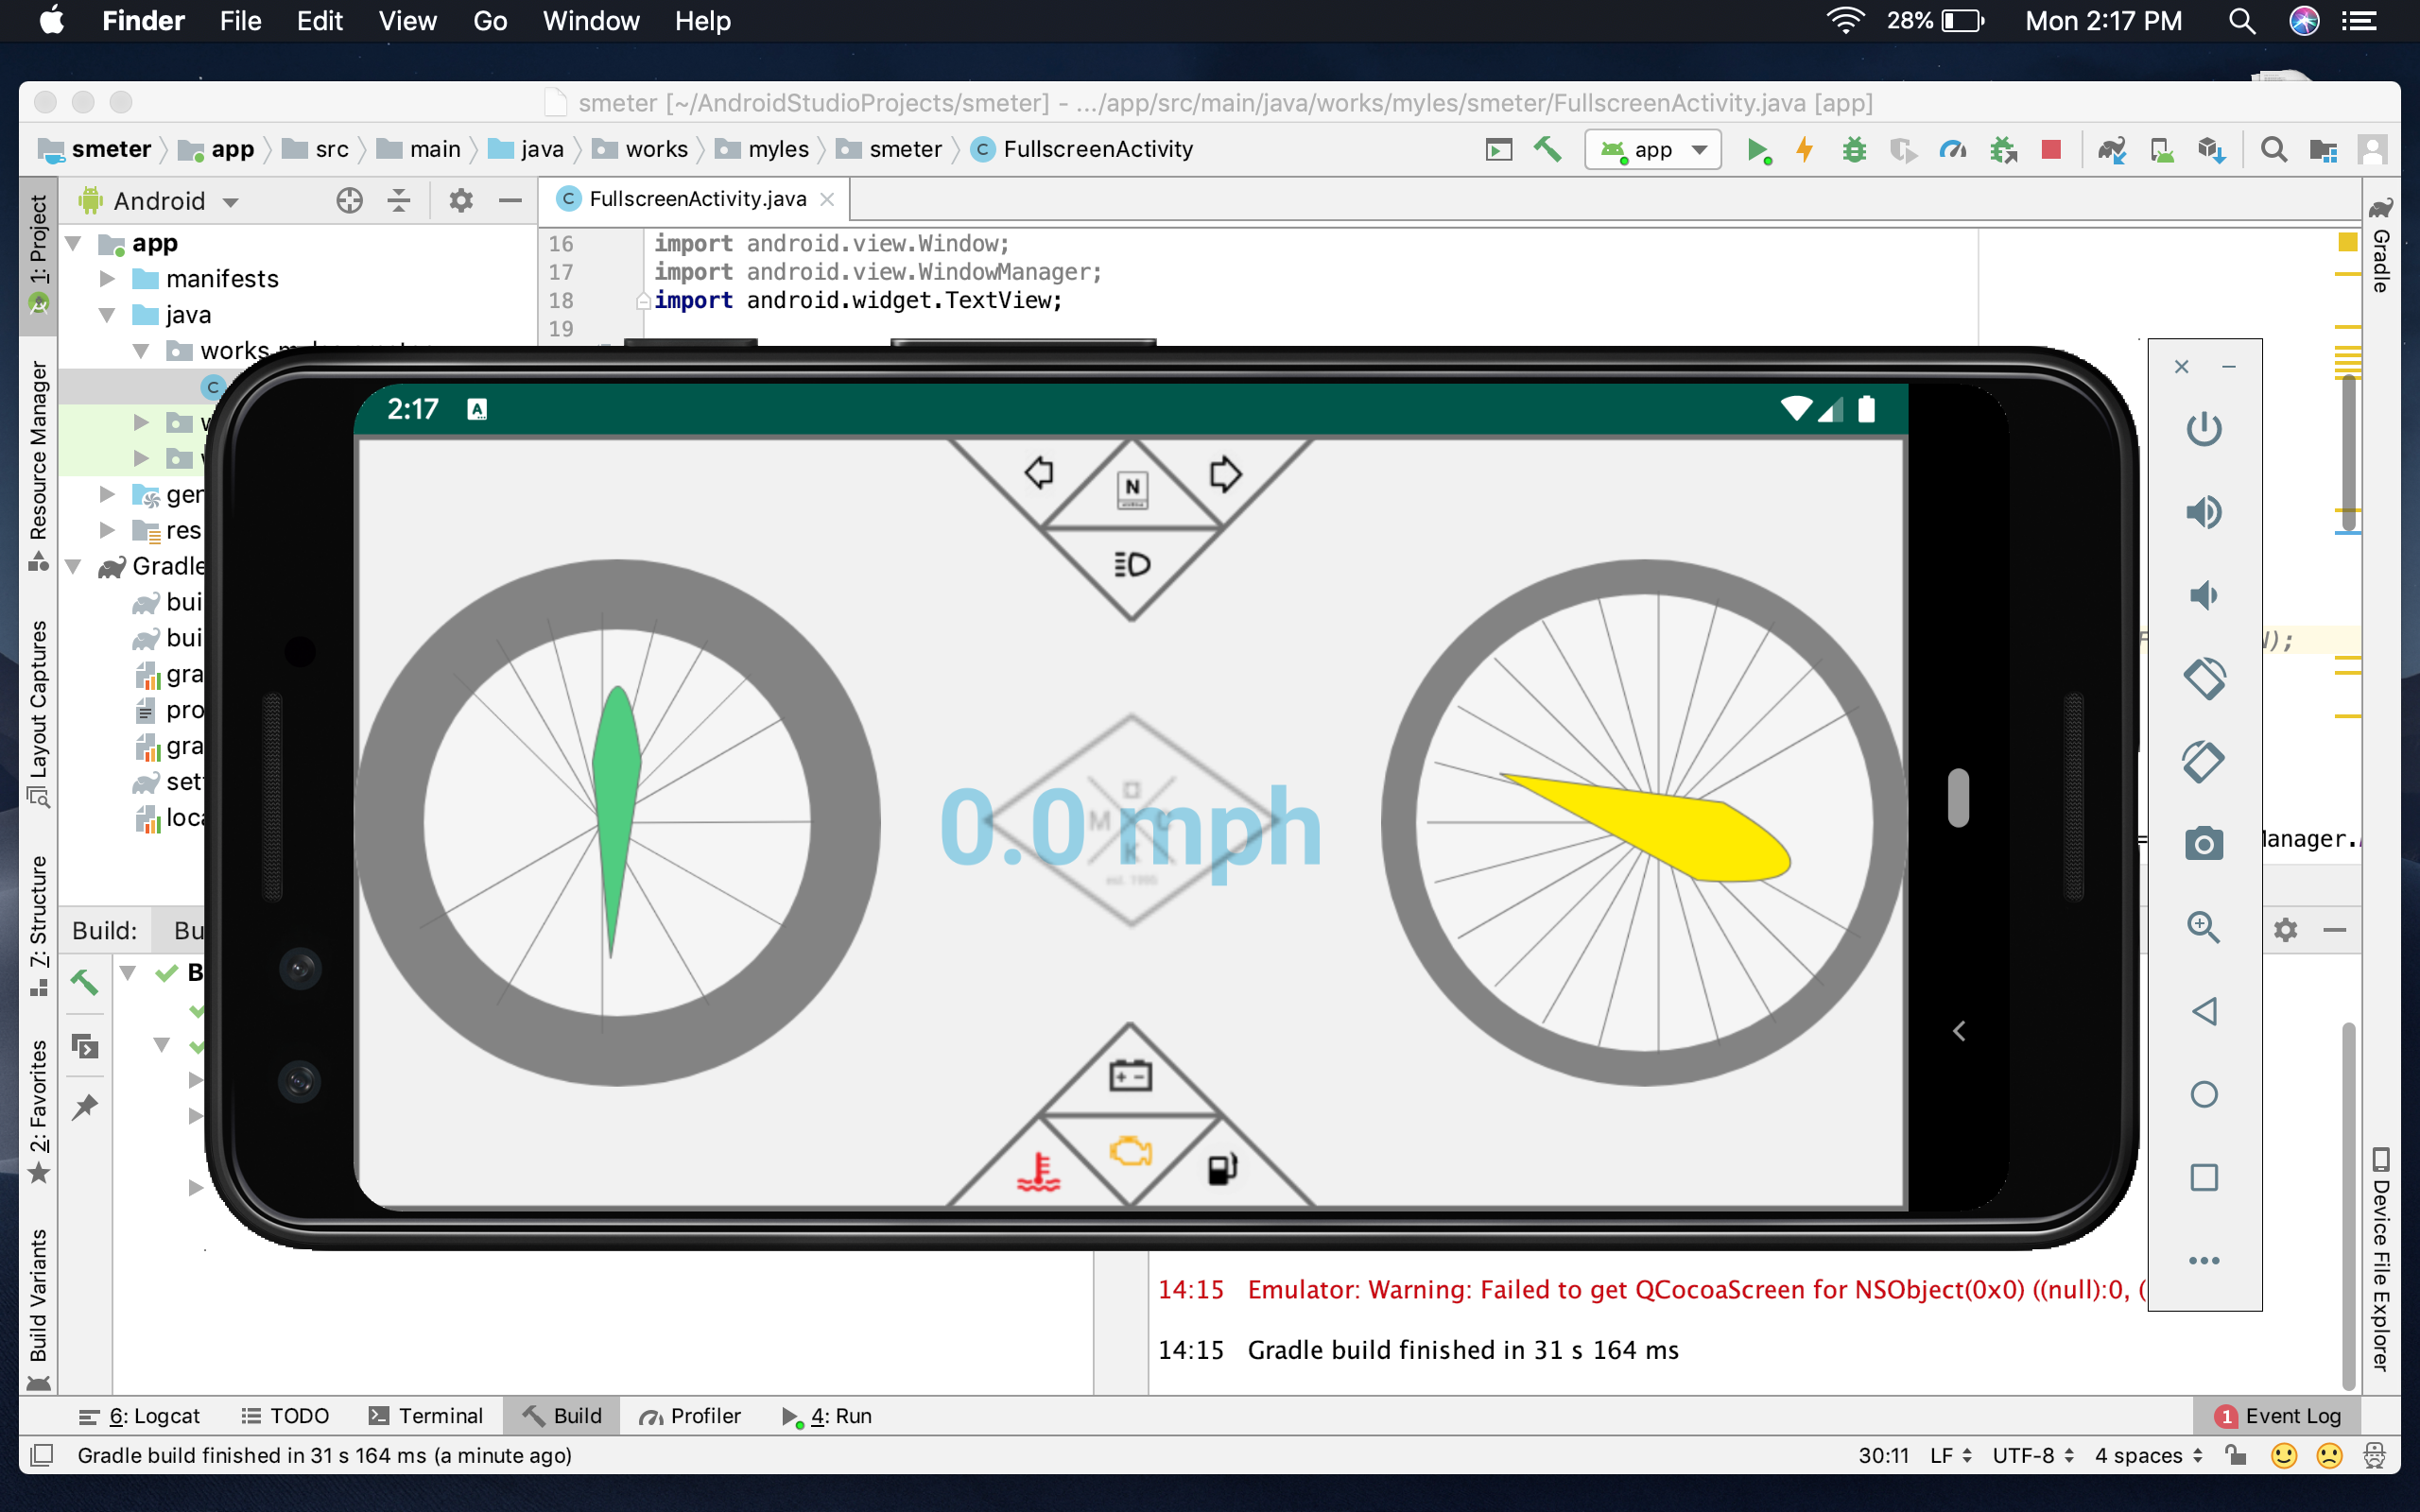 Finder File Edit View Go Window Help 28% Mon 2:17 PM
smeter [~/AndroidStudioProjects/smeter] - .../app/src/main/java/works/myles/smeter/FullscreenActivity.java [app]
smeter app src main java works myles smeter C FullscreenActivity app
1: Project
Resource Manager
Layout Captures
7: Structure
2: Favorites
Build Variants
Android
app
manifests
java
C
ger
res
Gradle
bui
bui
gra
pro
gra
set
loca
C FullscreenActivity.java
16 import android.view.Window;
17 import android.view.WindowManager;
18 import android.widget.TextView;
19
);
Manager.
Gradle
Device File Explorer
2:17 A
N
0.0 mph
M C
K
est. 1995
Build: Bu
B
14:15 Emulator: Warning: Failed to get QCocoaScreen for NSObject(0x0) ((null):0, (
14:15 Gradle build finished in 31 s 164 ms
6: Logcat TODO Terminal Build Profiler 4: Run 1 Event Log
Gradle build finished in 31 s 164 ms (a minute ago) 30:11 LF UTF-8 4 spaces